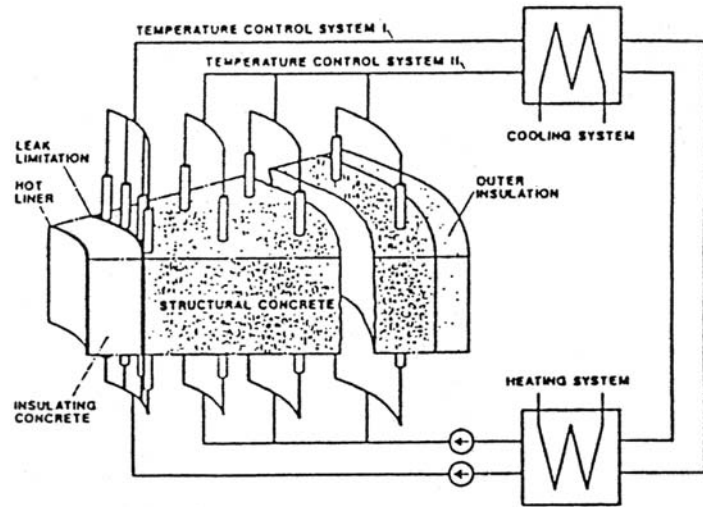 TEMPERATURE CONTROL SYSTEM I
TEMPERATURE CONTROL SYSTEM II
COOLING SYSTEM
LEAK
LIMITATION
HOT
LINER
OUTER
INSULATION
STRUCTURAL CONCRETE
HEATING SYSTEM
INSULATING
CONCRETE